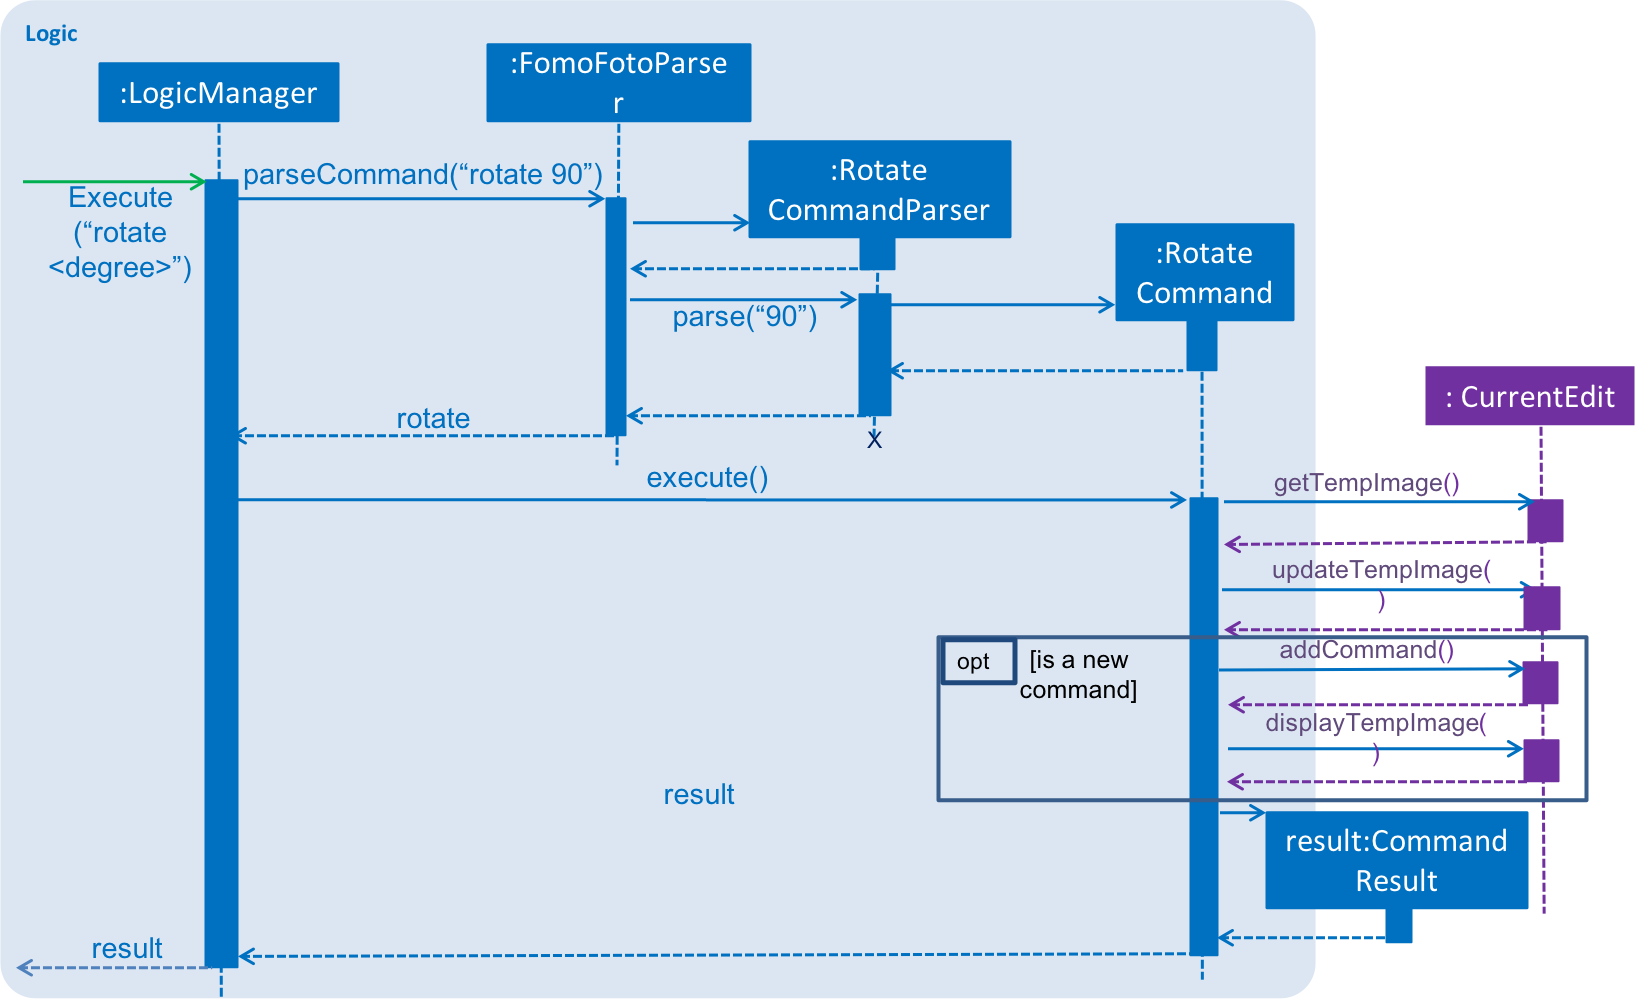 Logic
:LogicManager
:FomoFotoParse
r
:Rotate
CommandParser
:Rotate
Command
: CurrentEdit
Execute
(“rotate
<degree>”)
parseCommand(“rotate 90”)
parse(“90”)
rotate
X
execute()
getTempImage()
updateTempImage(
)
opt
[is a new
command]
addCommand()
displayTempImage(
)
result
result:Command
Result
result